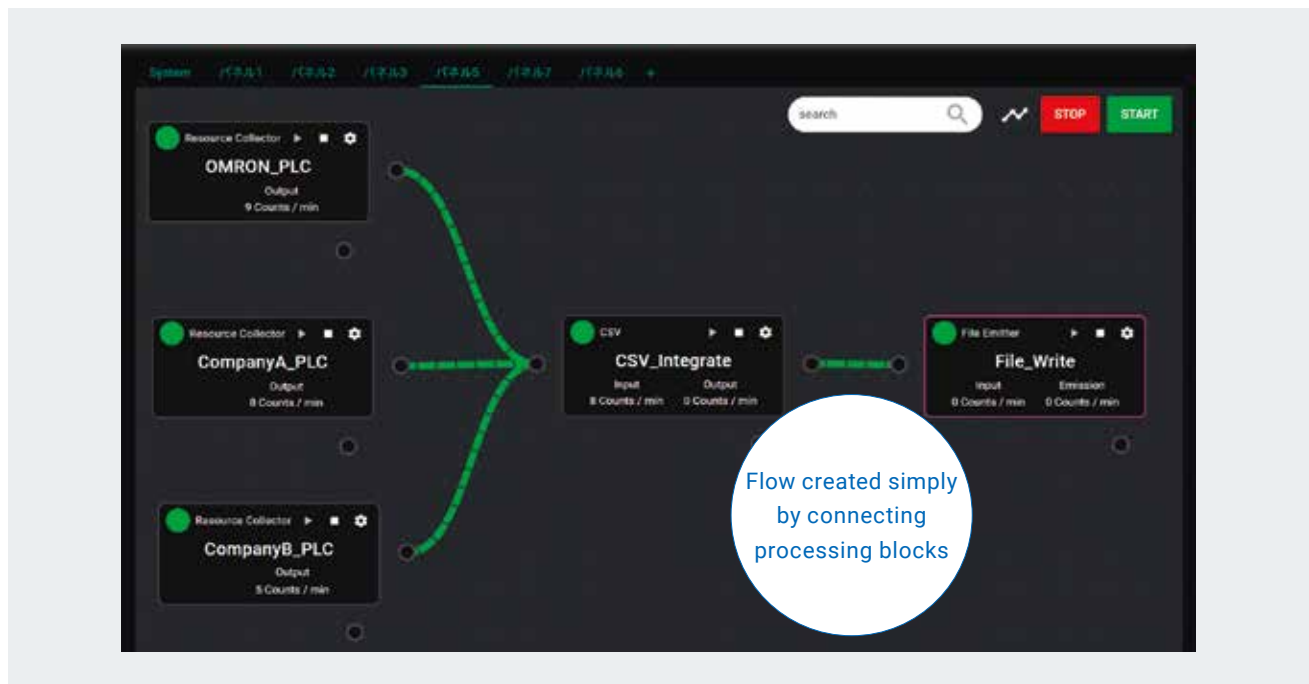 System パネル1 パネル2 パネル3 パネル5 パネル7 パネル6 +
search
STOP START
Resource Collector
OMRON_PLC
Output
9 Counts / min
Resource Collector
CompanyA_PLC
Output
8 Counts / min
CSV
CSV_Integrate
Input Output
8 Counts / min 0 Counts / min
File Emitter
File_Write
Input Emission
0 Counts / min 0 Counts / min
Flow created simply
by connecting
processing blocks
Resource Collector
CompanyB_PLC
Output
5 Counts / min